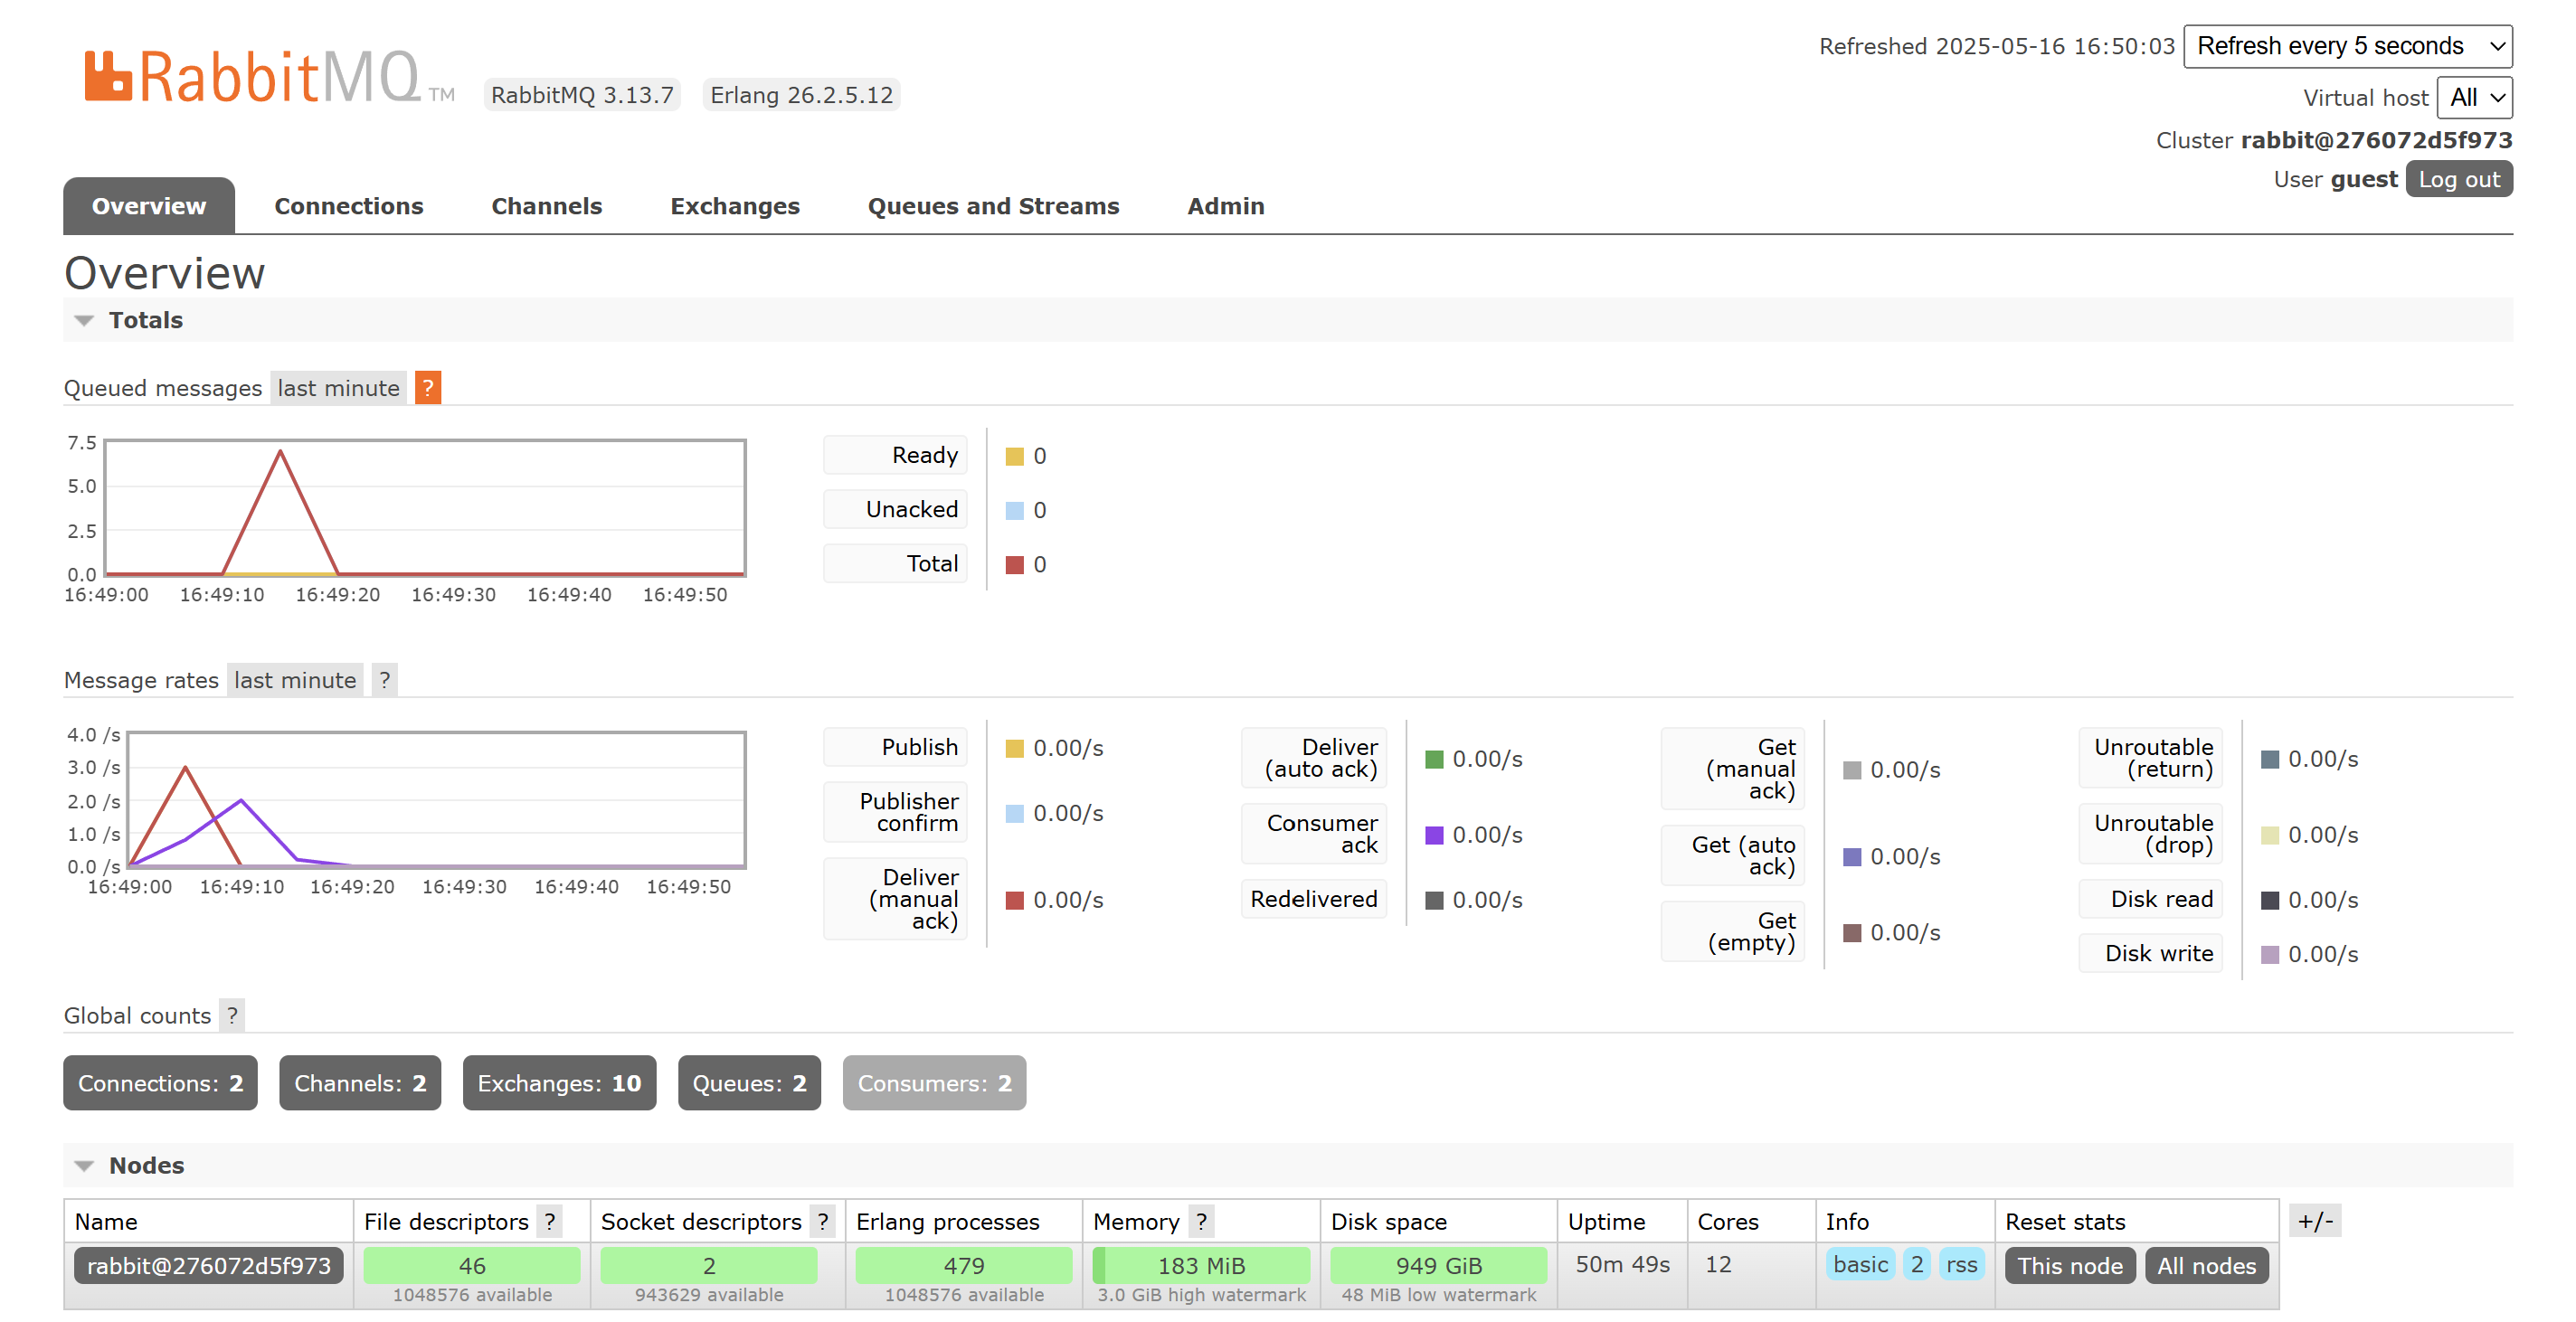 RabbitMQ TM
RabbitMQ 3.13.7 Erlang 26.2.5.12
Refreshed 2025-05-16 16:50:03 Refresh every 5 seconds
Virtual host All
Cluster rabbit@276072d5f973
User guest Log out
Overview Connections Channels Exchanges Queues and Streams Admin
Overview
Totals
Queued messages last minute ?
7.5
5.0
2.5
0.0
16:49:00 16:49:10 16:49:20 16:49:30 16:49:40 16:49:50
Ready 0
Unacked 0
Total 0
Message rates last minute ?
4.0 /s
3.0 /s
2.0 /s
1.0 /s
0.0 /s
16:49:00 16:49:10 16:49:20 16:49:30 16:49:40 16:49:50
Publish 0.00/s
Publisher
confirm 0.00/s
Deliver
(manual
ack) 0.00/s
Deliver
(auto ack) 0.00/s
Consumer
ack 0.00/s
Redelivered 0.00/s
Get
(manual
ack) 0.00/s
Get (auto
ack) 0.00/s
Get
(empty) 0.00/s
Unroutable
(return) 0.00/s
Unroutable
(drop) 0.00/s
Disk read 0.00/s
Disk write 0.00/s
Global counts ?
Connections: 2 Channels: 2 Exchanges: 10 Queues: 2 Consumers: 2
Nodes
Name File descriptors ? Socket descriptors ? Erlang processes Memory ? Disk space Uptime Cores Info Reset stats +/-
rabbit@276072d5f973 46 2 479 183 MiB 949 GiB 50m 49s 12 basic 2 rss This node All nodes
1048576 available 943629 available 1048576 available 3.0 GiB high watermark 48 MiB low watermark